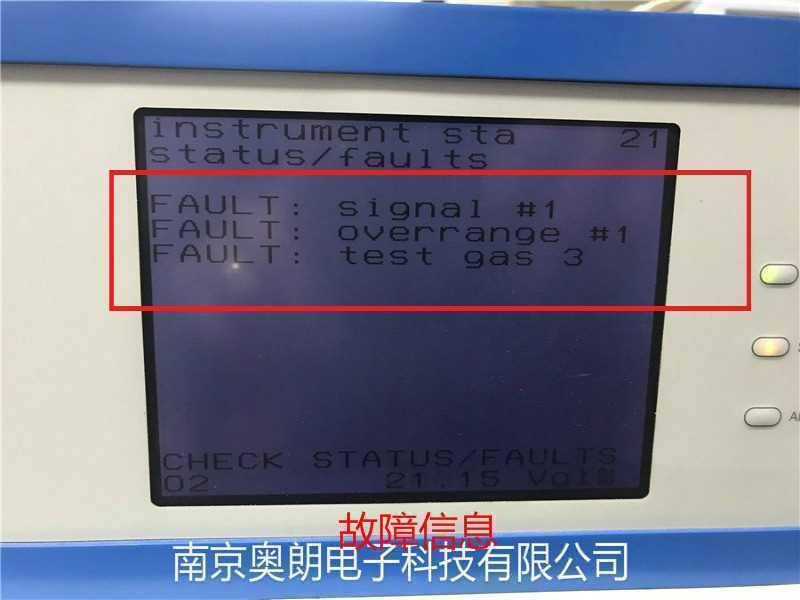 instrument sta 21
status/faults
FAULT: signal #1
FAULT: overrange #1
FAULT: test gas 3
CHECK STATUS/FAULTS
O2 21.15 Vol%
故障信息
南京奥朗电子科技有限公司